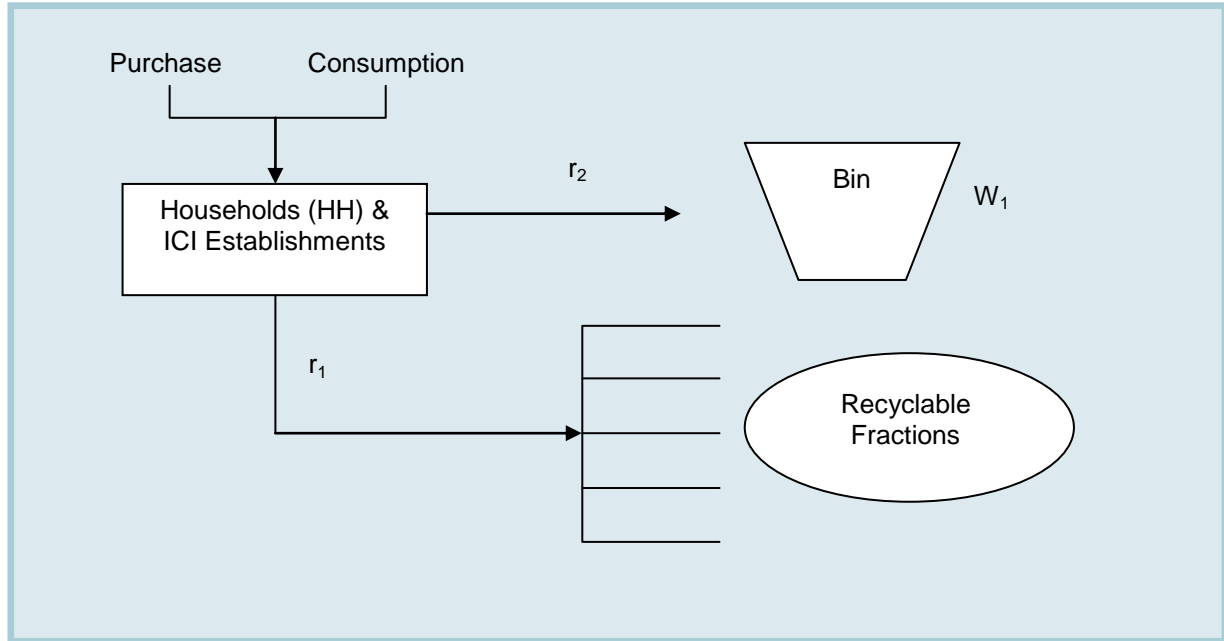 Purchase Consumption
r₂
Bin
W₁
Households (HH) &
ICI Establishments
r₁
Recyclable
Fractions